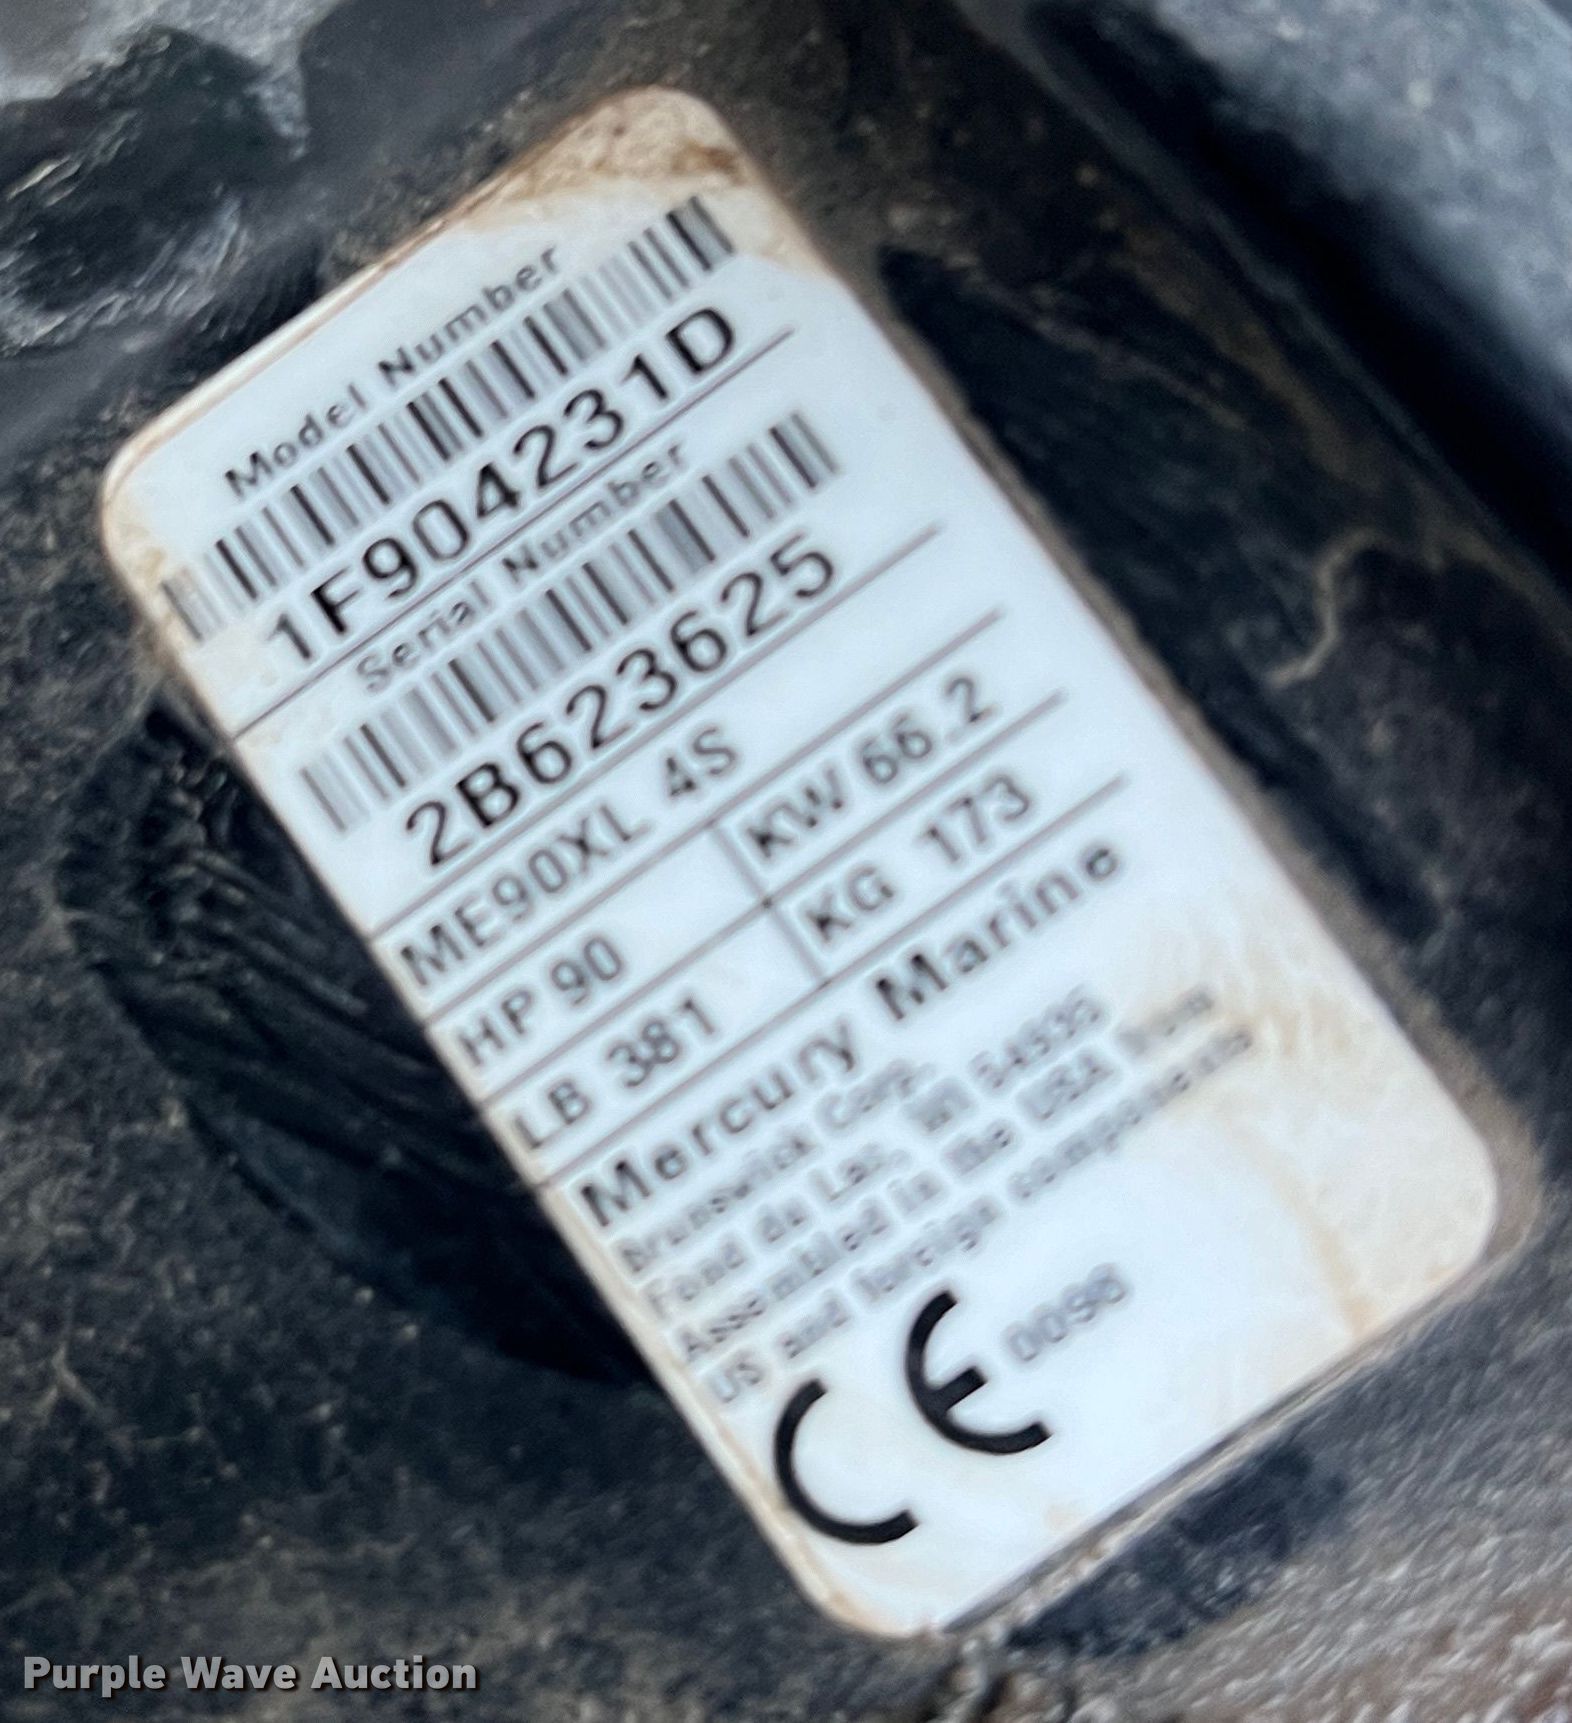 Model Number
1F904231D
Serial Number
2B623625
ME90XL 4S
HP 90 KW 66.2
LB 381 KG 173
Mercury Marine
Brunswick Corp.
Fond du Lac, WI 54935
Assembled in the USA from
US and foreign components
CE 0098
Purple Wave Auction